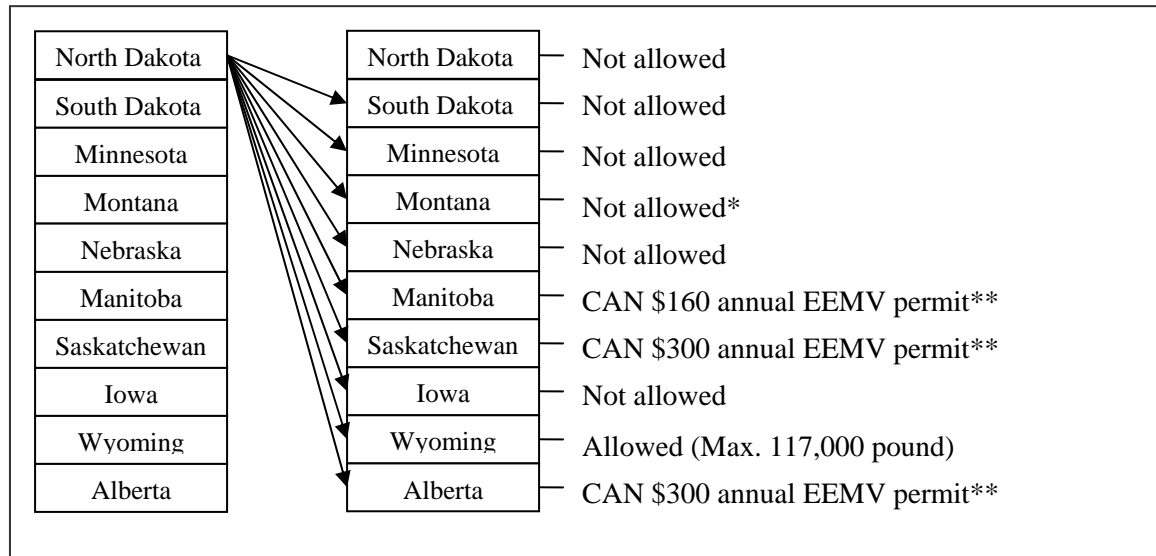 North Dakota North Dakota Not allowed
South Dakota South Dakota Not allowed
Minnesota Minnesota Not allowed
Montana Montana Not allowed*
Nebraska Nebraska Not allowed
Manitoba Manitoba CAN $160 annual EEMV permit**
Saskatchewan Saskatchewan CAN $300 annual EEMV permit**
Iowa Iowa Not allowed
Wyoming Wyoming Allowed (Max. 117,000 pound)
Alberta Alberta CAN $300 annual EEMV permit**